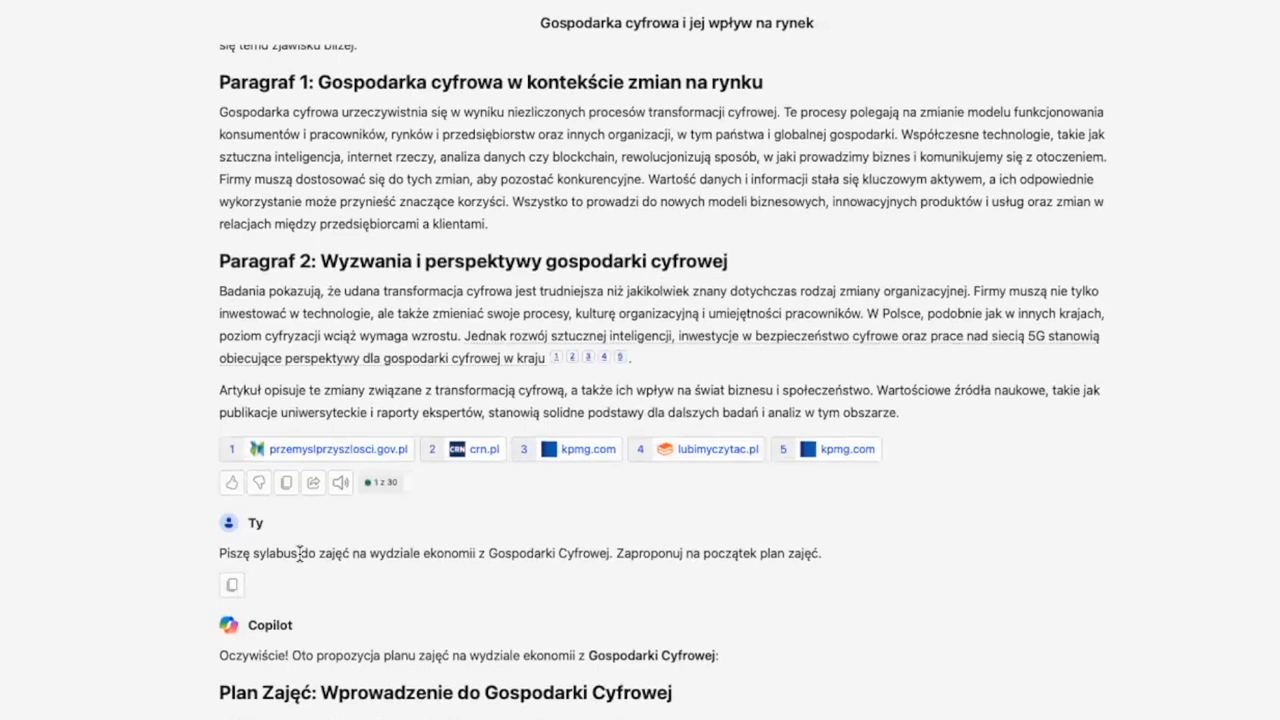 Gospodarka cyfrowa i jej wpływ na rynek
się temu zjawisku bliżej.
Paragraf 1: Gospodarka cyfrowa w kontekście zmian na rynku
Gospodarka cyfrowa urzeczywistnia się w wyniku niezliczonych procesów transformacji cyfrowej. Te procesy polegają na zmianie modelu funkcjonowania
konsumentów i pracowników, rynków i przedsiębiorstw oraz innych organizacji, w tym państwa i globalnej gospodarki. Współczesne technologie, takie jak
sztuczna inteligencja, internet rzeczy, analiza danych czy blockchain, rewolucjonizują sposób, w jaki prowadzimy biznes i komunikujemy się z otoczeniem.
Firmy muszą dostosować się do tych zmian, aby pozostać konkurencyjne. Wartość danych i informacji stała się kluczowym aktywem, a ich odpowiednie
wykorzystanie może przynieść znaczące korzyści. Wszystko to prowadzi do nowych modeli biznesowych, innowacyjnych produktów i usług oraz zmian w
relacjach między przedsiębiorcami a klientami.
Paragraf 2: Wyzwania i perspektywy gospodarki cyfrowej
Badania pokazują, że udana transformacja cyfrowa jest trudniejsza niż jakikolwiek znany dotychczas rodzaj zmiany organizacyjnej. Firmy muszą nie tylko
inwestować w technologie, ale także zmieniać swoje procesy, kulturę organizacyjną i umiejętności pracowników. W Polsce, podobnie jak w innych krajach,
poziom cyfryzacji wciąż wymaga wzrostu. Jednak rozwój sztucznej inteligencji, inwestycje w bezpieczeństwo cyfrowe oraz prace nad siecią 5G stanowią
obiecujące perspektywy dla gospodarki cyfrowej w kraju 1 2 3 4 5 .
Artykuł opisuje te zmiany związane z transformacją cyfrową, a także ich wpływ na świat biznesu i społeczeństwo. Wartościowe źródła naukowe, takie jak
publikacje uniwersyteckie i raporty ekspertów, stanowią solidne podstawy dla dalszych badań i analiz w tym obszarze.
1 przemyslprzyszlosci.gov.pl 2 CRN crn.pl 3 kpmg.com 4 lubimyczytac.pl 5 kpmg.com
1 z 30
Ty
Piszę sylabus do zajęć na wydziale ekonomii z Gospodarki Cyfrowej. Zaproponuj na początek plan zajęć.
Copilot
Oczywiście! Oto propozycja planu zajęć na wydziale ekonomii z Gospodarki Cyfrowej:
Plan Zajęć: Wprowadzenie do Gospodarki Cyfrowej